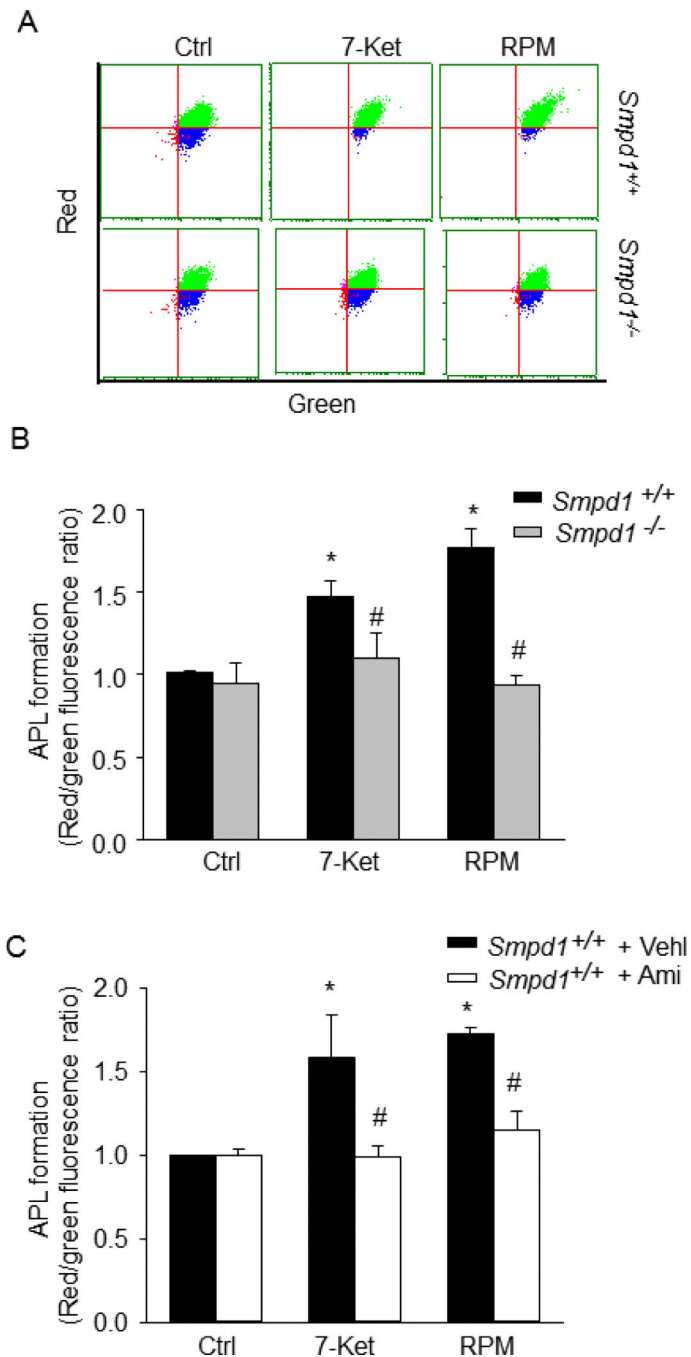 A
Ctrl 7-Ket RPM
Red
Smpd1+/+
Smpd1-/-
Green
B
APL formation
(Red/green fluorescence ratio)
Smpd1 +/+
Smpd1 -/-
2.0
1.5
1.0
0.5
0.0
* * # #
Ctrl 7-Ket RPM
C
APL formation
(Red/green fluorescence ratio)
Smpd1+/+ + Vehl
Smpd1+/+ + Ami
2.0
1.5
1.0
0.5
0.0
* * # #
Ctrl 7-Ket RPM